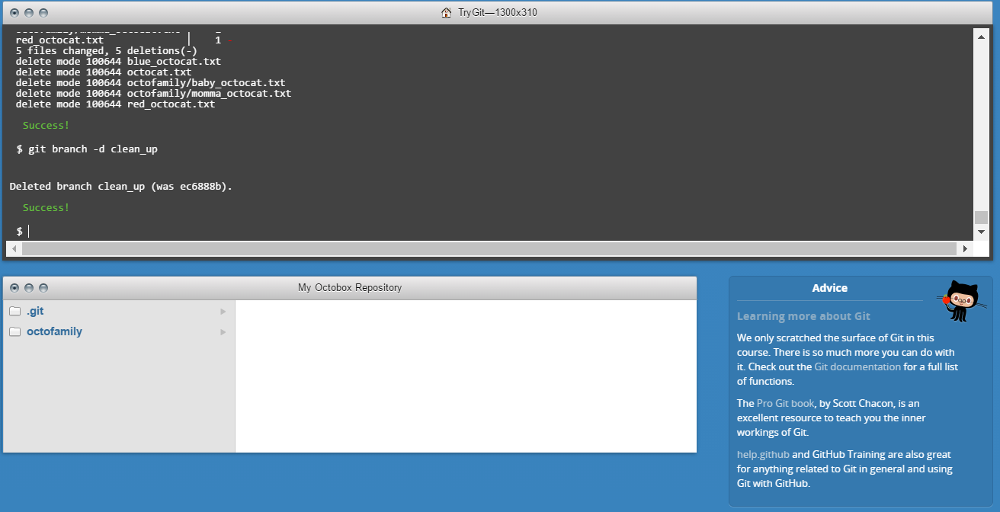 TryGit—1300x310
red_octocat.txt | 1
5 files changed, 5 deletions(-)
delete mode 100644 blue_octocat.txt
delete mode 100644 octocat.txt
delete mode 100644 octofamily/baby_octocat.txt
delete mode 100644 octofamily/momma_octocat.txt
delete mode 100644 red_octocat.txt
Success!
$ git branch -d clean_up
Deleted branch clean_up (was ec6888b).
Success!
$
My Octobox Repository
.git
octofamily
Advice
Learning more about Git
We only scratched the surface of Git in this
course. There is so much more you can do with
it. Check out the Git documentation for a full list
of functions.
The Pro Git book, by Scott Chacon, is an
excellent resource to teach you the inner
workings of Git.
help.github and GitHub Training are also great
for anything related to Git in general and using
Git with GitHub.